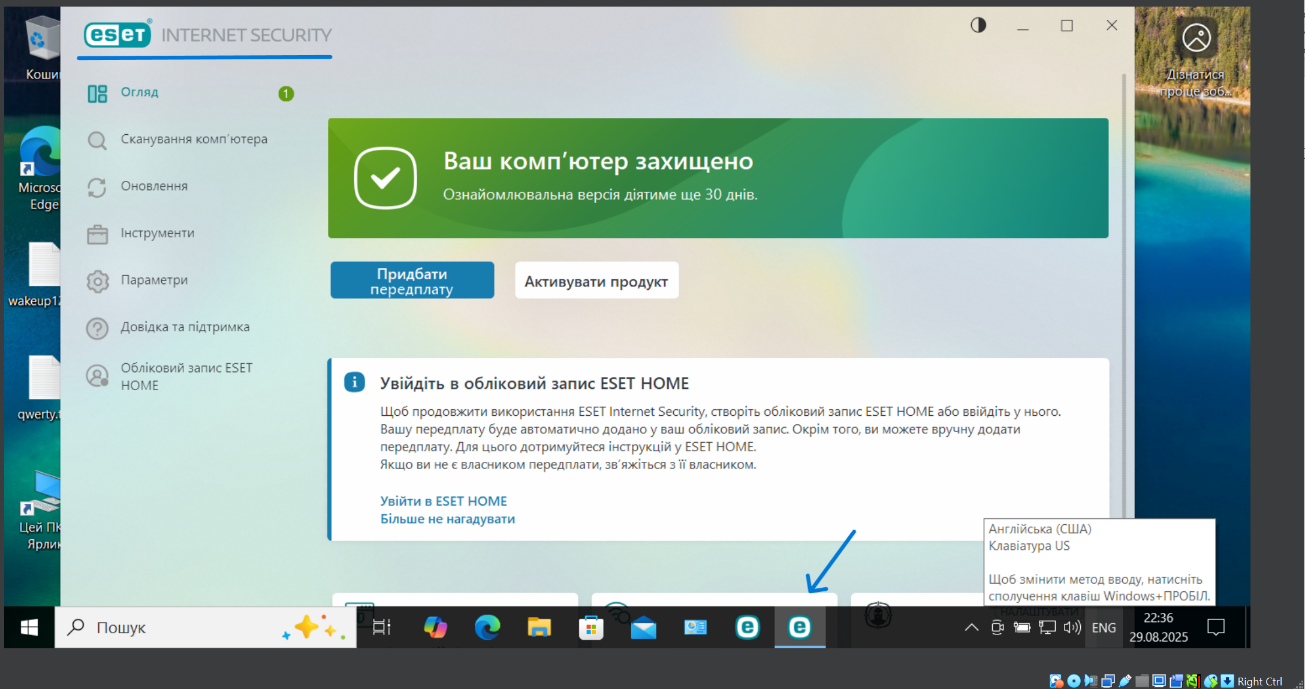 eset INTERNET SECURITY
Огляд
1
Сканування комп'ютера
Оновлення
Інструменти
Параметри
Довідка та підтримка
Обліковий запис ESET
HOME
Ваш комп'ютер захищено
Ознайомлювальна версія діятиме ще 30 днів.
Придбати
передплату
Активувати продукт
Увійдіть в обліковий запис ESET HOME
Щоб продовжити використання ESET Internet Security, створіть обліковий запис ESET HOME або ввійдіть у нього.
Вашу передплату буде автоматично додано у ваш обліковий запис. Окрім того, ви можете вручну додати
передплату. Для цього дотримуйтеся інструкцій у ESET HOME.
Якщо ви не є власником передплати, зв'яжіться з її власником.
Увійти в ESET HOME
Більше не нагадувати
Коши
Microso
Edge
wakeup1
qwerty.
Цей ПК
Ярлик
Дізнатися
про це зоб...
Англійська (США)
Клавіатура US
Щоб змінити метод вводу, натисніть
сполучення клавіш Windows+ПРОБІЛ.
Пошук
ENG
22:36
29.08.2025
Right Ctrl